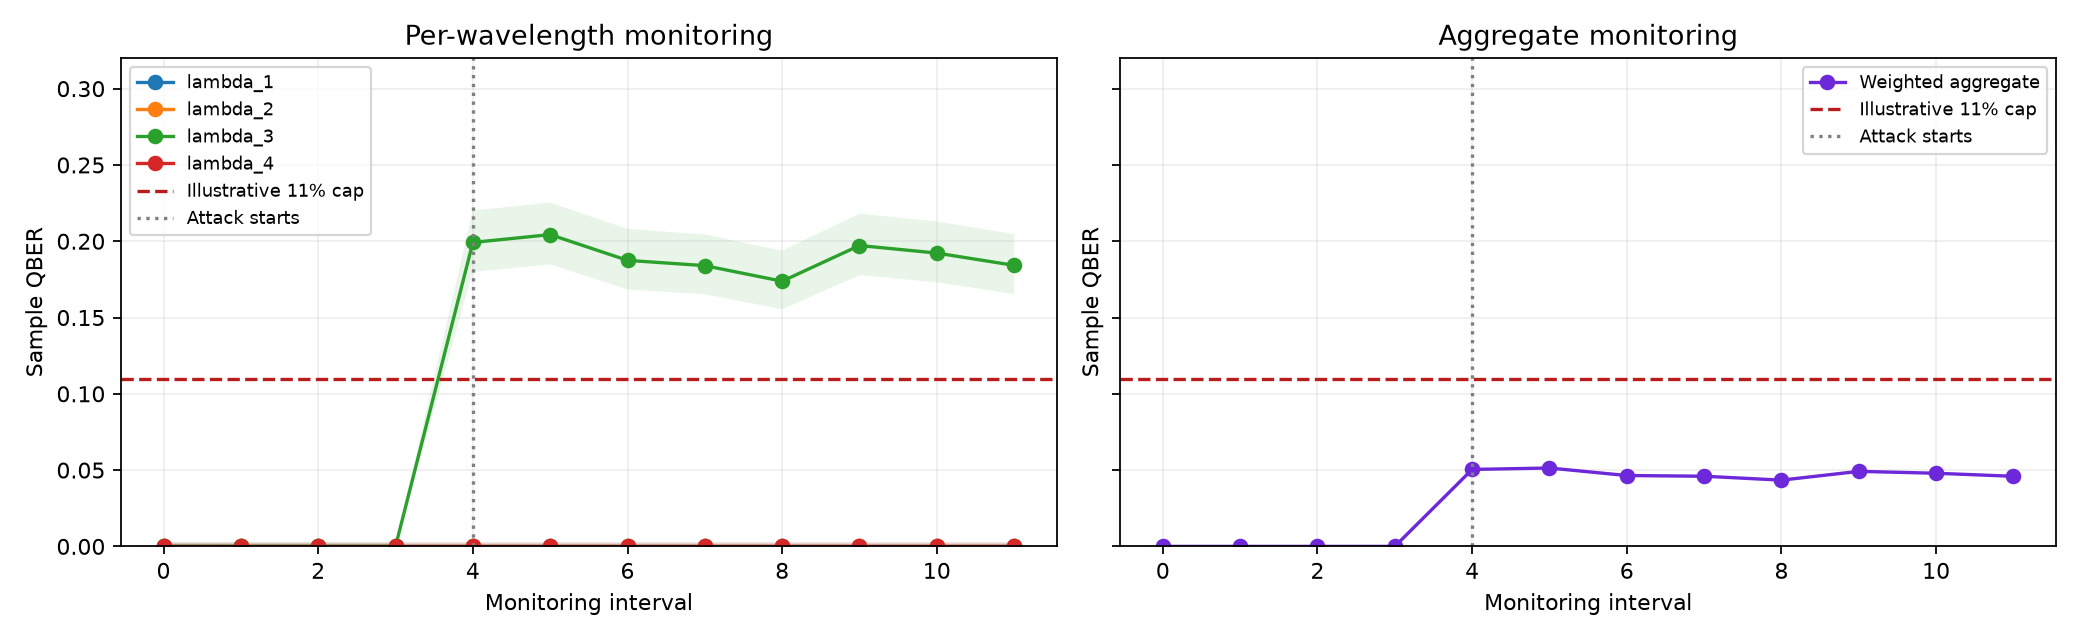 Per-wavelength monitoring
lambda_1
lambda_2
lambda_3
lambda_4
Illustrative 11% cap
Attack starts
Sample QBER
0.30
0.25
0.20
0.15
0.10
0.05
0.00
0 2 4 6 8 10
Monitoring interval
Aggregate monitoring
Weighted aggregate
Illustrative 11% cap
Attack starts
Sample QBER
0 2 4 6 8 10
Monitoring interval